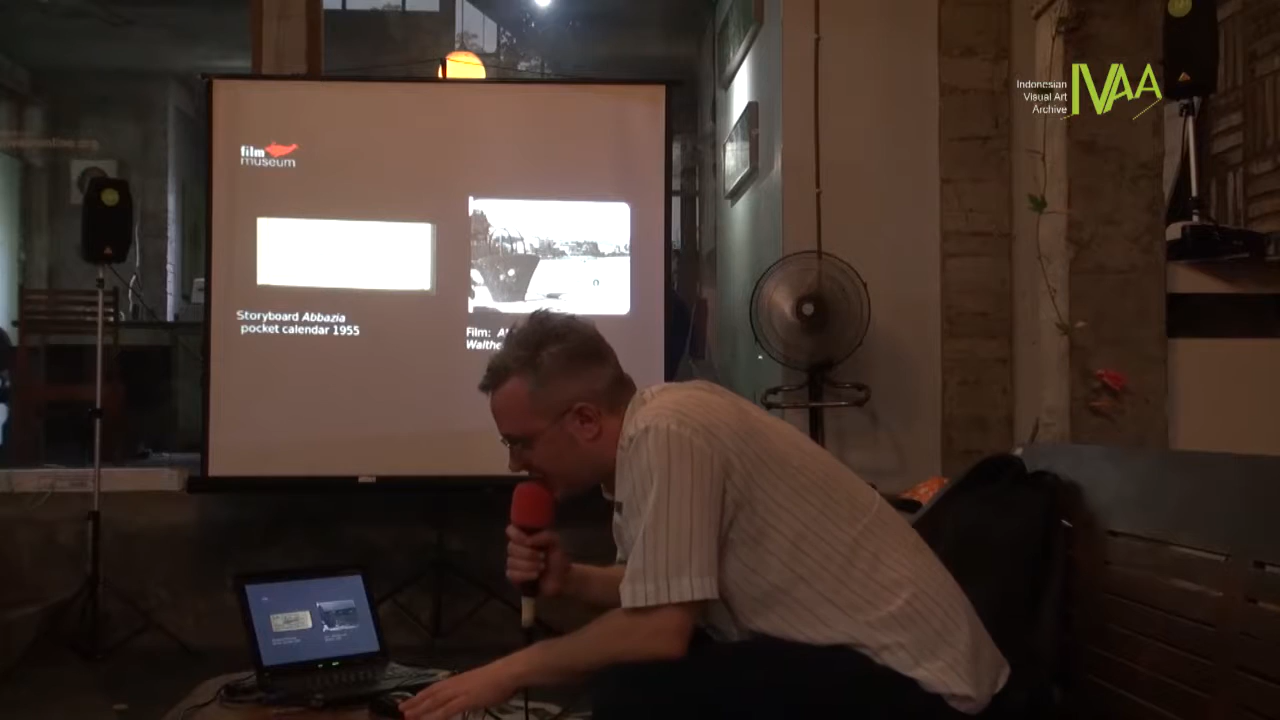 Indonesian
Visual Art
Archive
IVAA
film
museum
Storyboard Abbazia
pocket calendar 1955
Film: